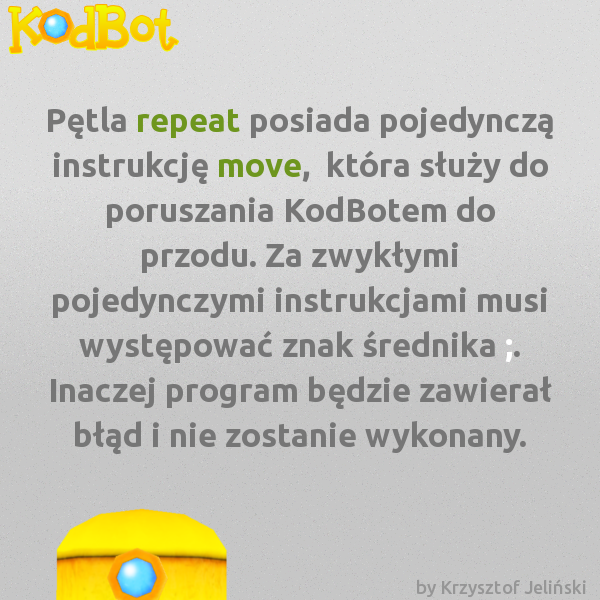 KodBot
Pętla repeat posiada pojedynczą
instrukcję move, która służy do
poruszania KodBotem do
przodu. Za zwykłymi
pojedynczymi instrukcjami musi
występować znak średnika ;.
Inaczej program będzie zawierał
błąd i nie zostanie wykonany.
by Krzysztof Jeliński